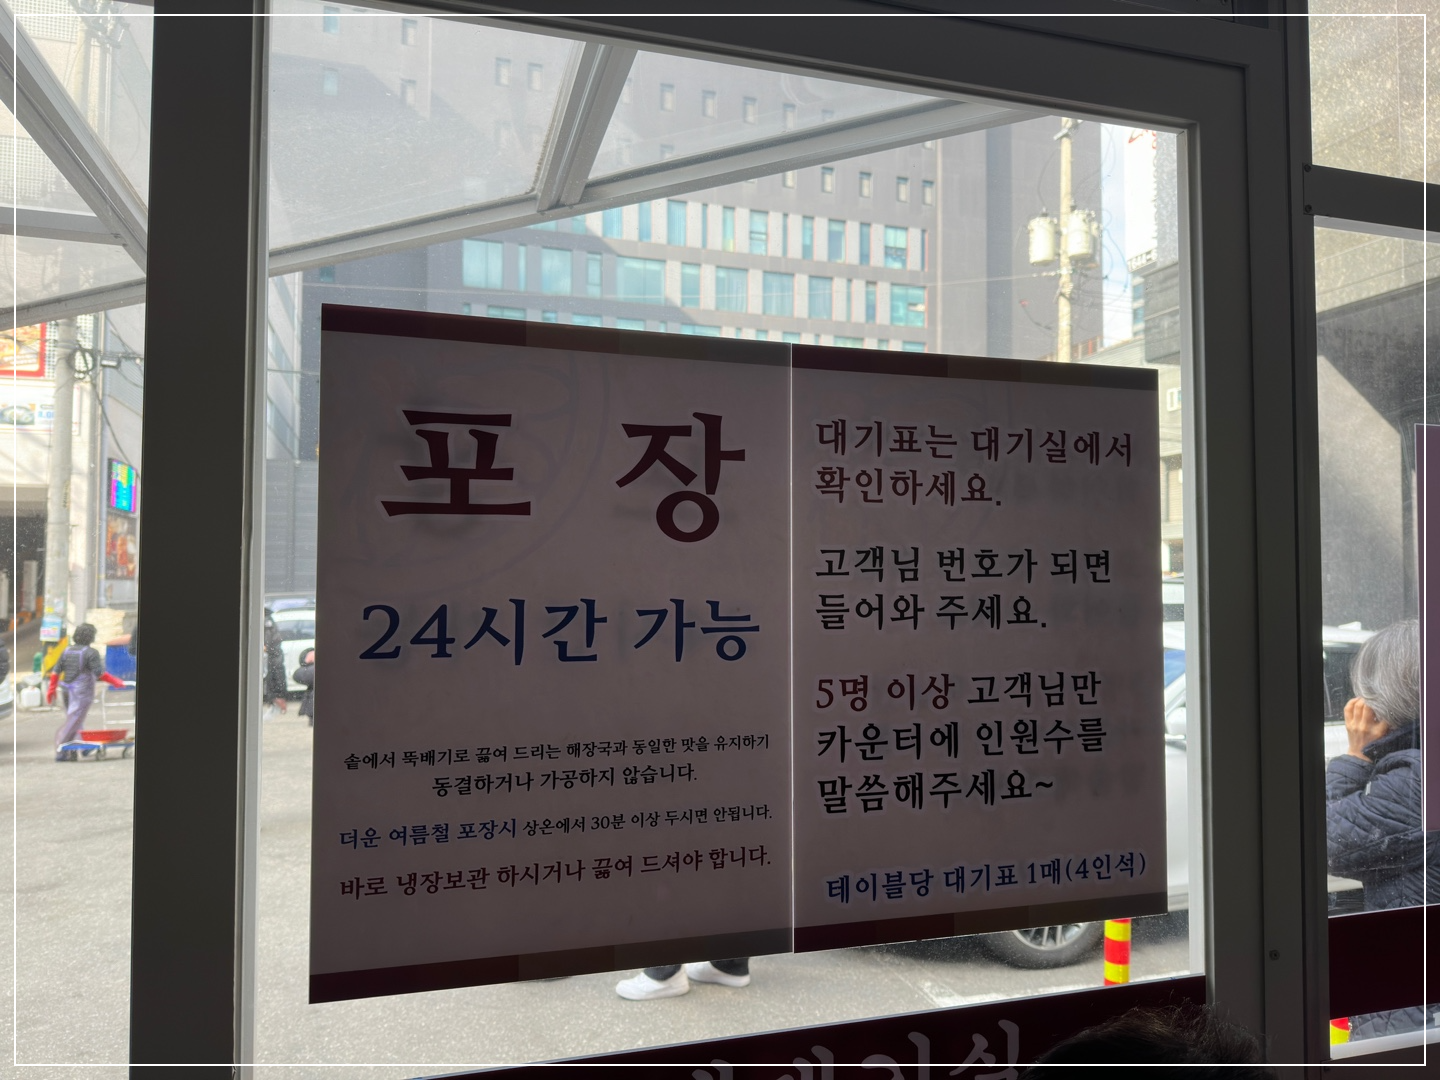 포 장
24시간 가능
솥에서 뚝배기로 끓여 드리는 해장국과 동일한 맛을 유지하기
동결하거나 가공하지 않습니다.
더운 여름철 포장시 상온에서 30분 이상 두시면 안됩니다.
바로 냉장보관 하시거나 끓여 드셔야 합니다.
대기표는 대기실에서
확인하세요.
고객님 번호가 되면
들어와 주세요.
5명 이상 고객님만
카운터에 인원수를
말씀해주세요~
테이블당 대기표 1매(4인석)